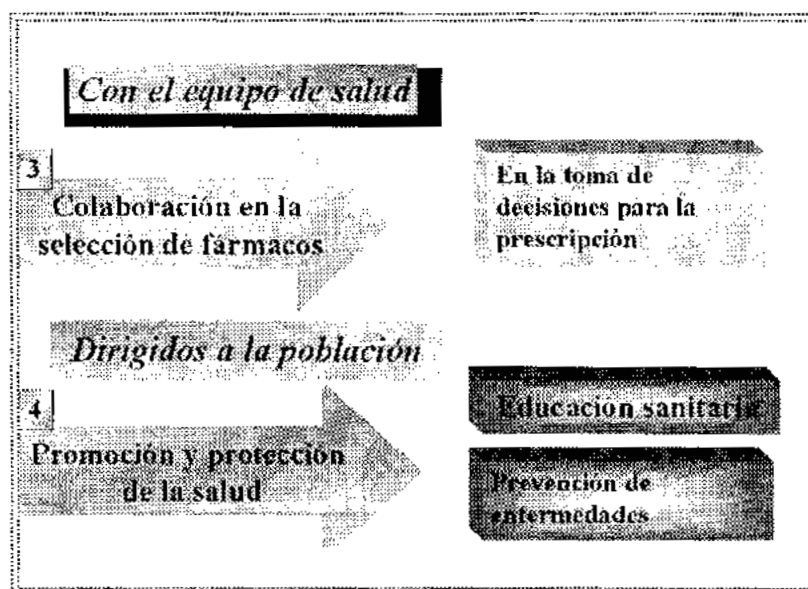 Con el equipo de salud
3
Colaboración en la
selección de fármacos
En la toma de
decisiones para la
prescripción
Dirigidos a la población
4
Promoción y protección
de la salud
Educación sanitaria
Prevención de
enfermedades